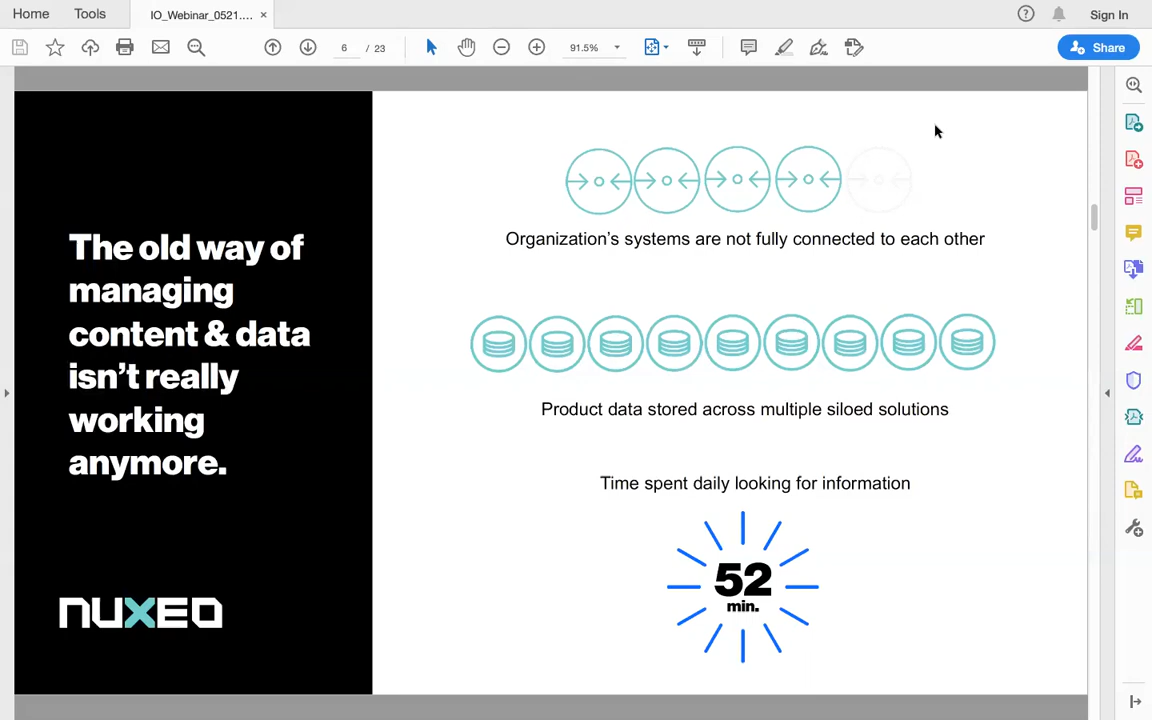 Home
Tools
IO_Webinar_0521....
×
Sign In
6 / 23
91.5%
Share
The old way of
managing
content & data
isn't really
working
anymore.
NUXEO
Organization's systems are not fully connected to each other
Product data stored across multiple siloed solutions
Time spent daily looking for information
52
min.